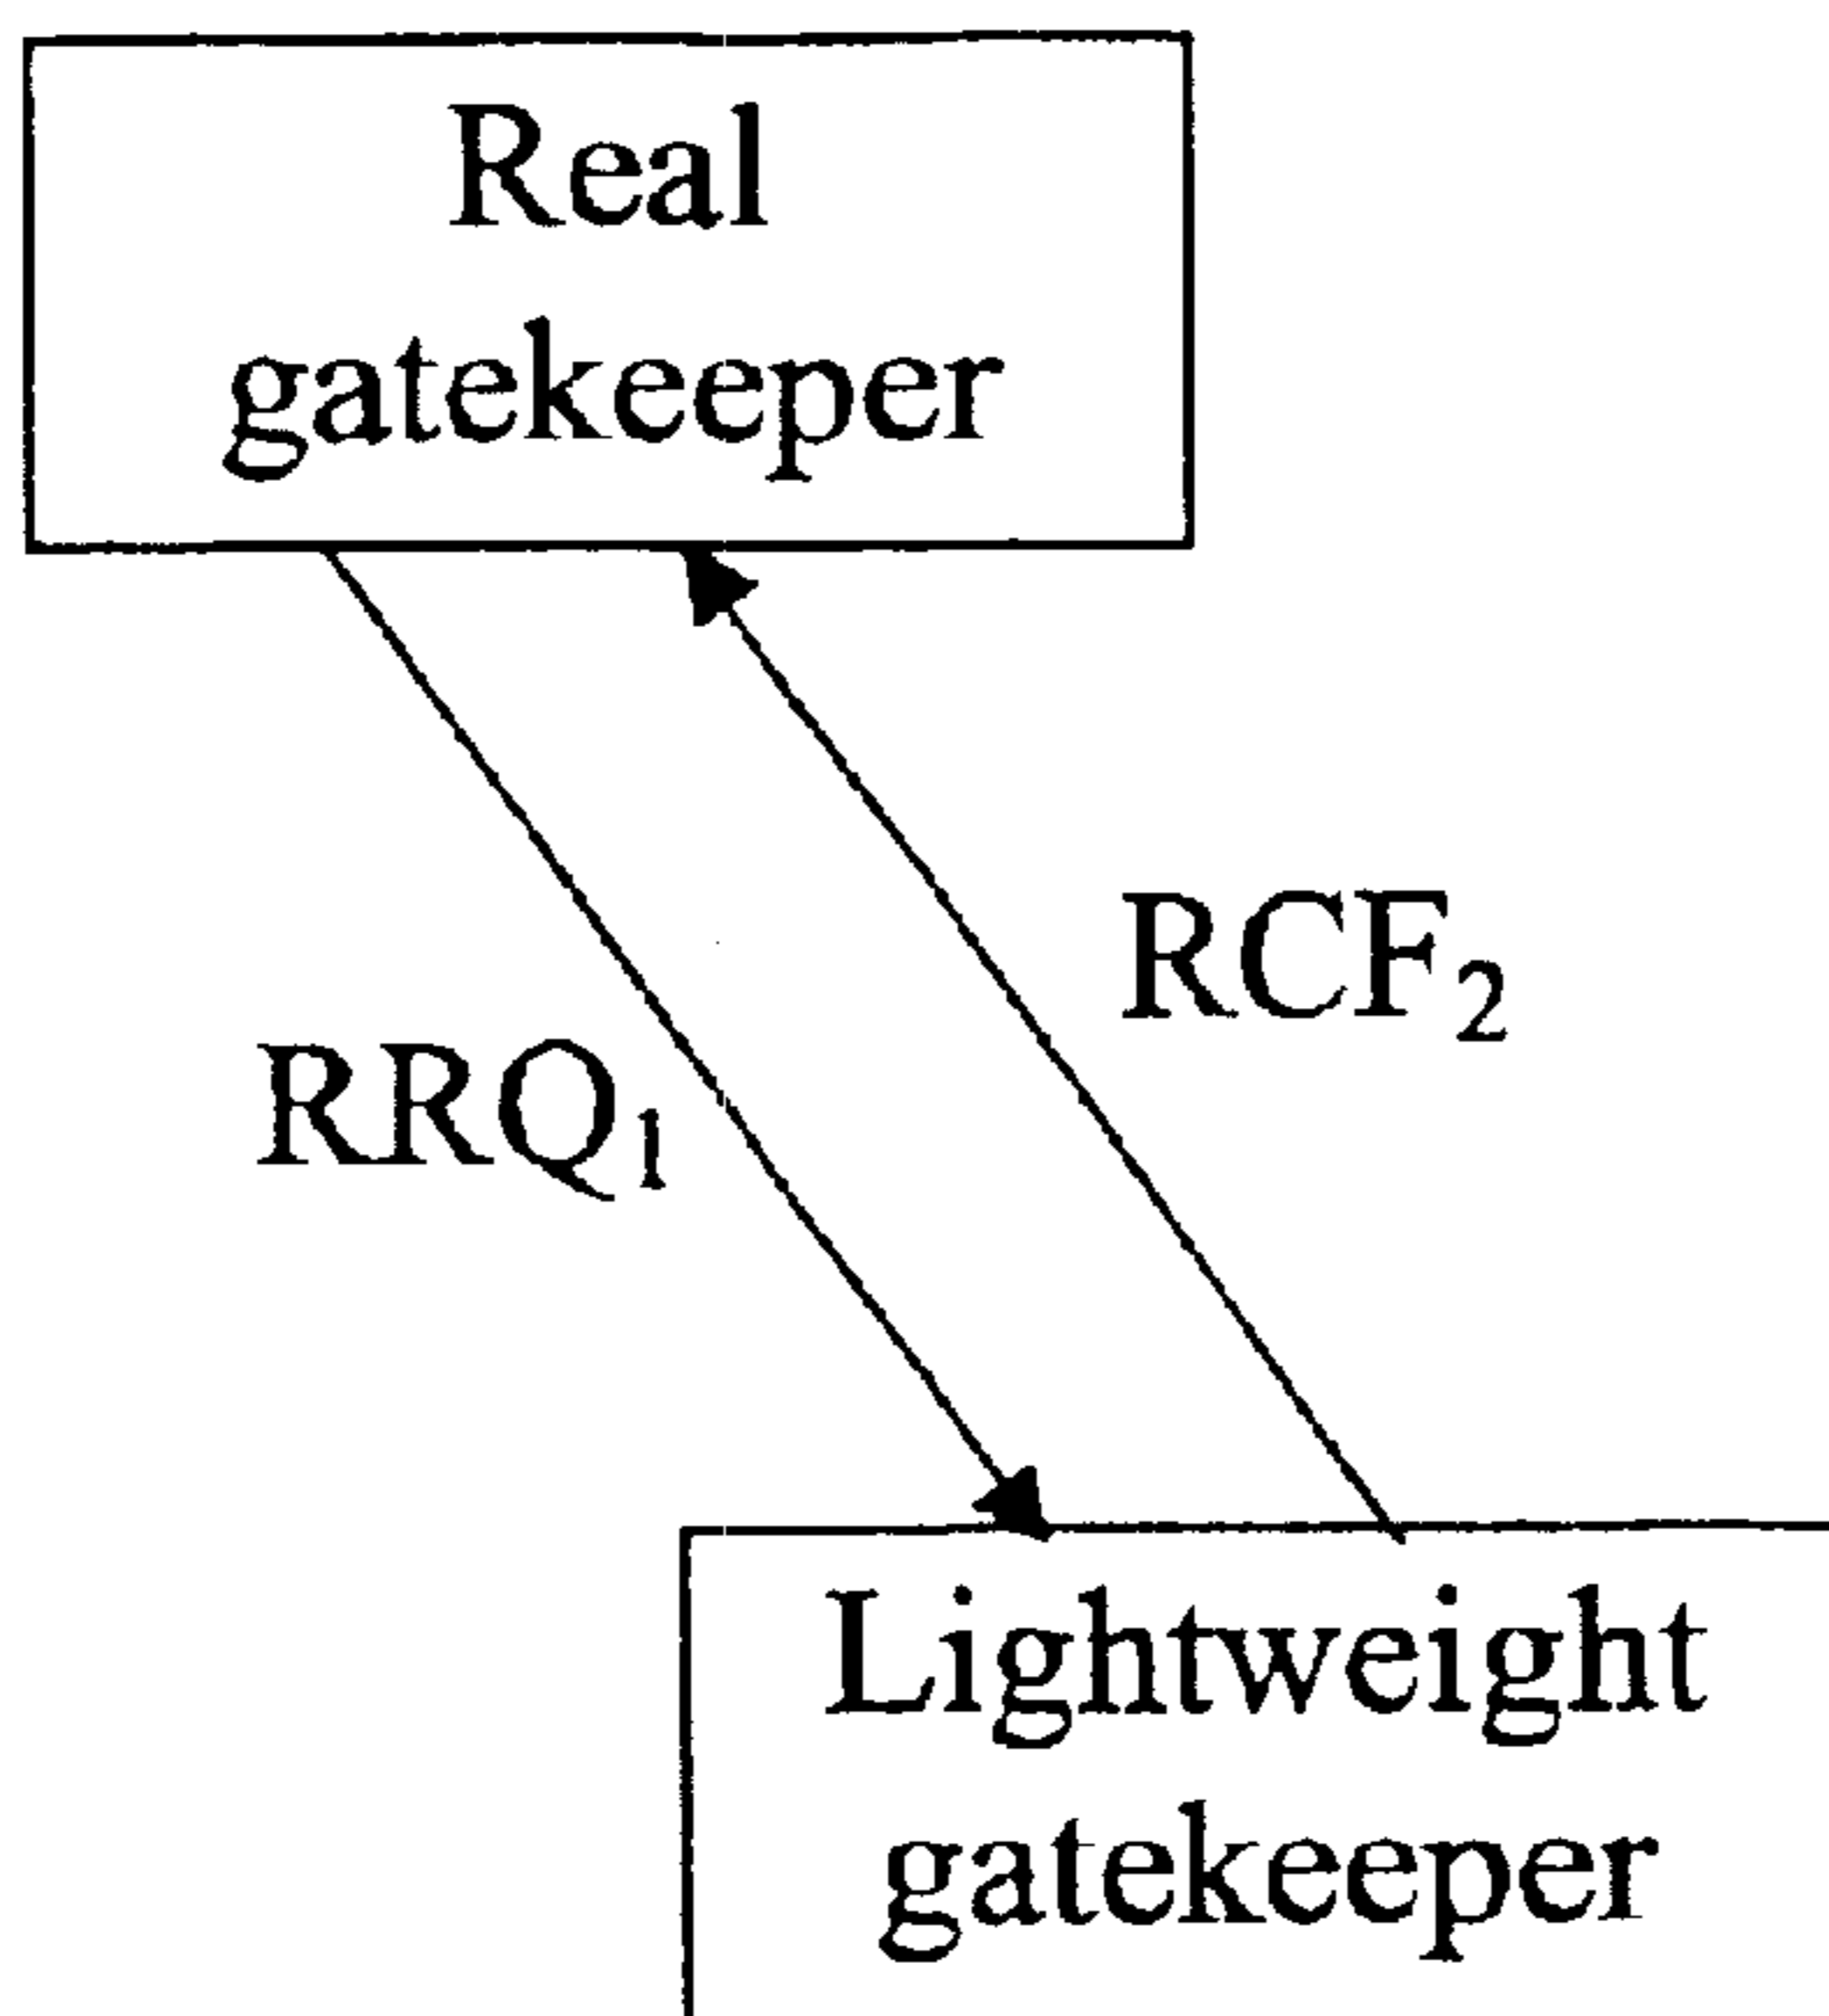 Real
gatekeeper
RCF₂
RRQ₁
Lightweight
gatekeeper